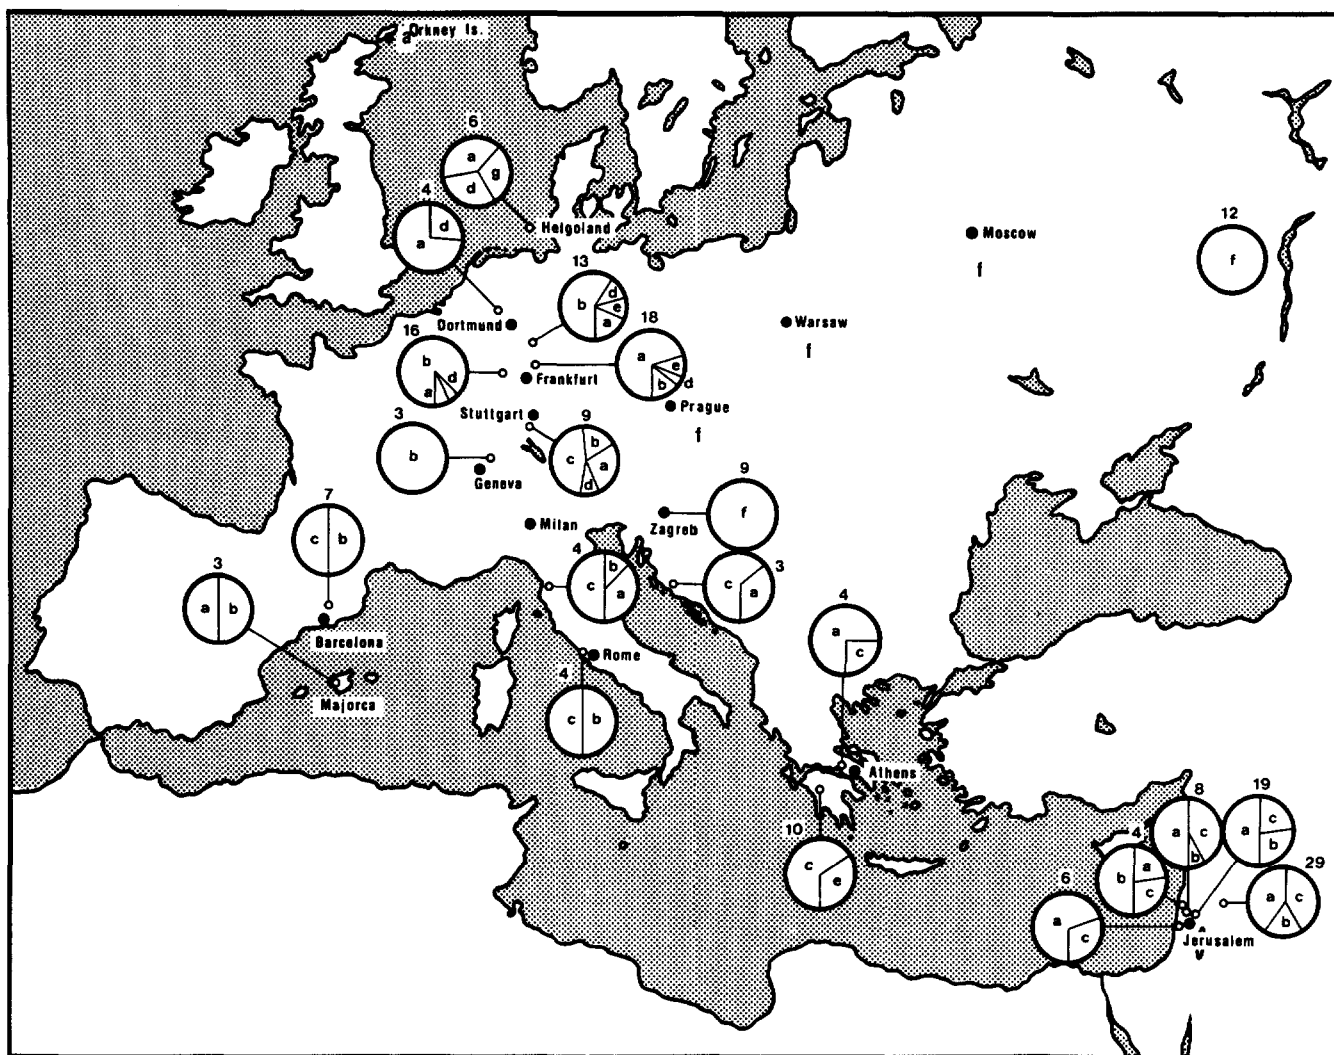 a Orkney Is.
6
a
g
d
Helgoland
4
d
a
12
f
Moscow
f
13
d
b
e
a
Dortmund
18
a
e
b
d
Warsaw
f
16
b
d
a
Frankfurt
Prague
f
Stuttgart
9
b
c
a
d
3
b
Geneva
9
f
Zagreb
Milan
7
c b
4
b
c
a
3
c
a
3
a b
Barcelona
4
a
c
Rome
4
c b
Majorca
Athens
10
c
e
8
a
c
b
19
c
a
b
4
a
b
c
29
a
c
b
6
a
c
Jerusalem